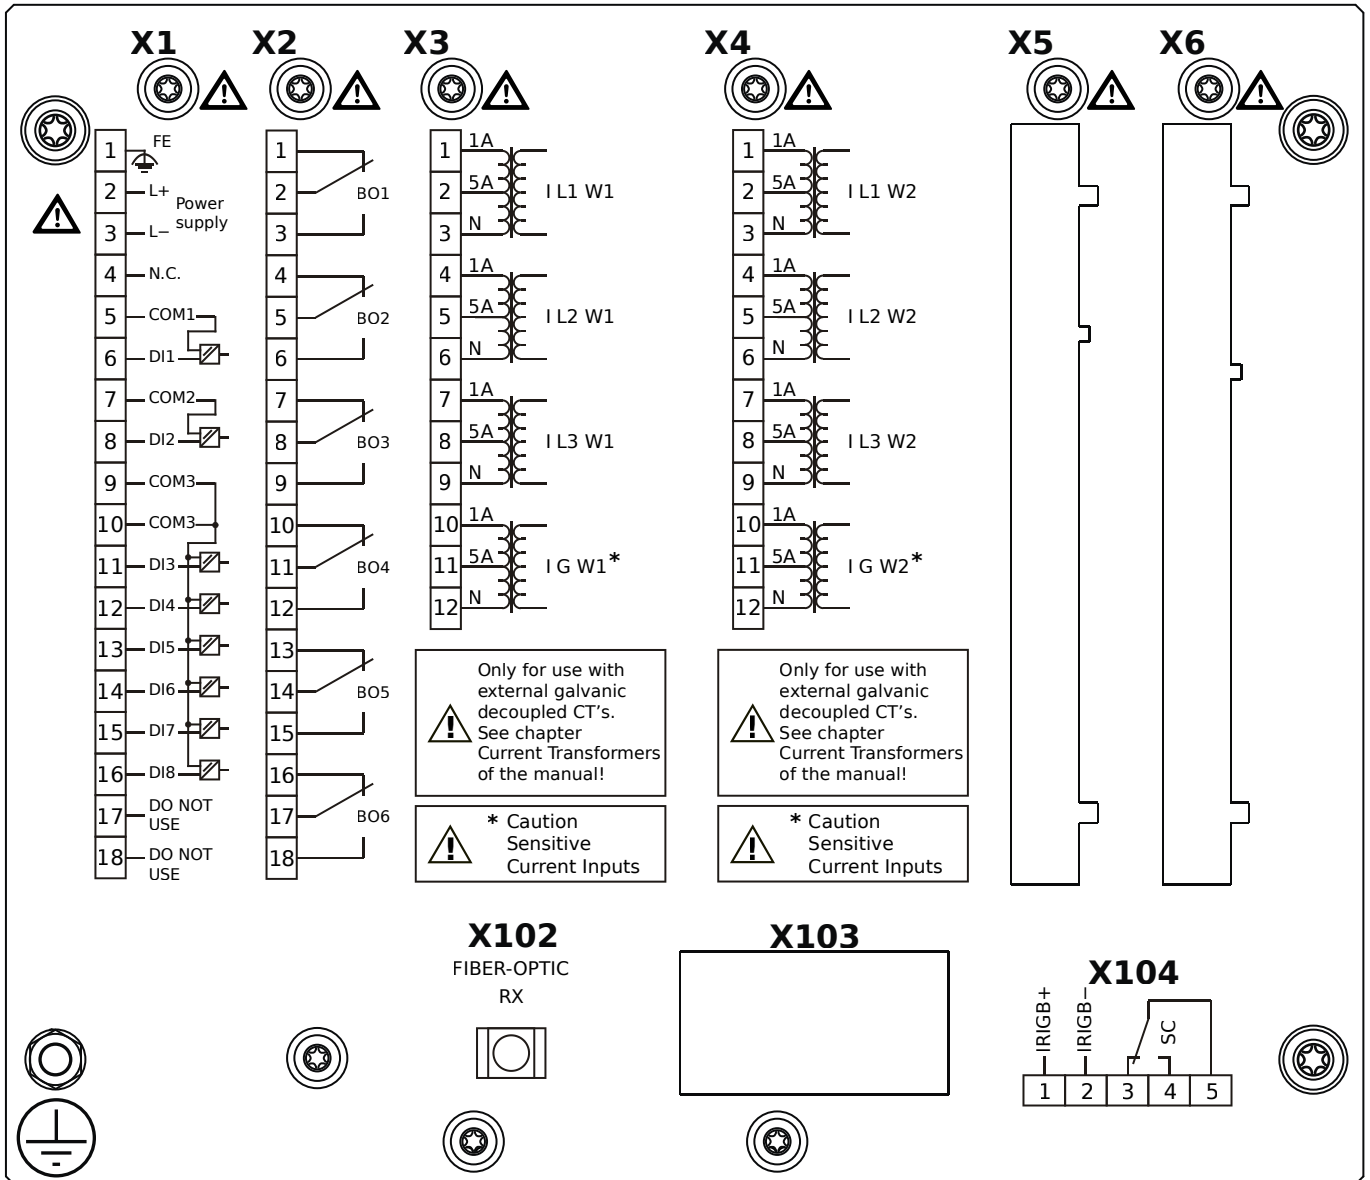 X1
X2
X3
X4
X5
X6
1
FE
2
L+
Power
supply
3
L−
4
N.C.
5
COM1
6
DI1
7
COM2
8
DI2
9
COM3
10
COM3
11
DI3
12
DI4
13
DI5
14
DI6
15
DI7
16
DI8
17
DO NOT
USE
18
DO NOT
USE
1
2
BO1
3
4
5
BO2
6
7
8
BO3
9
10
11
BO4
12
13
14
BO5
15
16
17
BO6
18
1
1A
2
5A
I L1 W1
3
N
4
1A
5
5A
I L2 W1
6
N
7
1A
8
5A
I L3 W1
9
N
10
1A
11
5A
I G W1*
12
N
Only for use with
external galvanic
decoupled CT's.
See chapter
Current Transformers
of the manual!
* Caution
Sensitive
Current Inputs
1
1A
2
5A
I L1 W2
3
N
4
1A
5
5A
I L2 W2
6
N
7
1A
8
5A
I L3 W2
9
N
10
1A
11
5A
I G W2*
12
N
Only for use with
external galvanic
decoupled CT's.
See chapter
Current Transformers
of the manual!
* Caution
Sensitive
Current Inputs
X102
FIBER-OPTIC
RX
X103
X104
IRIGB+
IRIGB−
SC
1
2
3
4
5